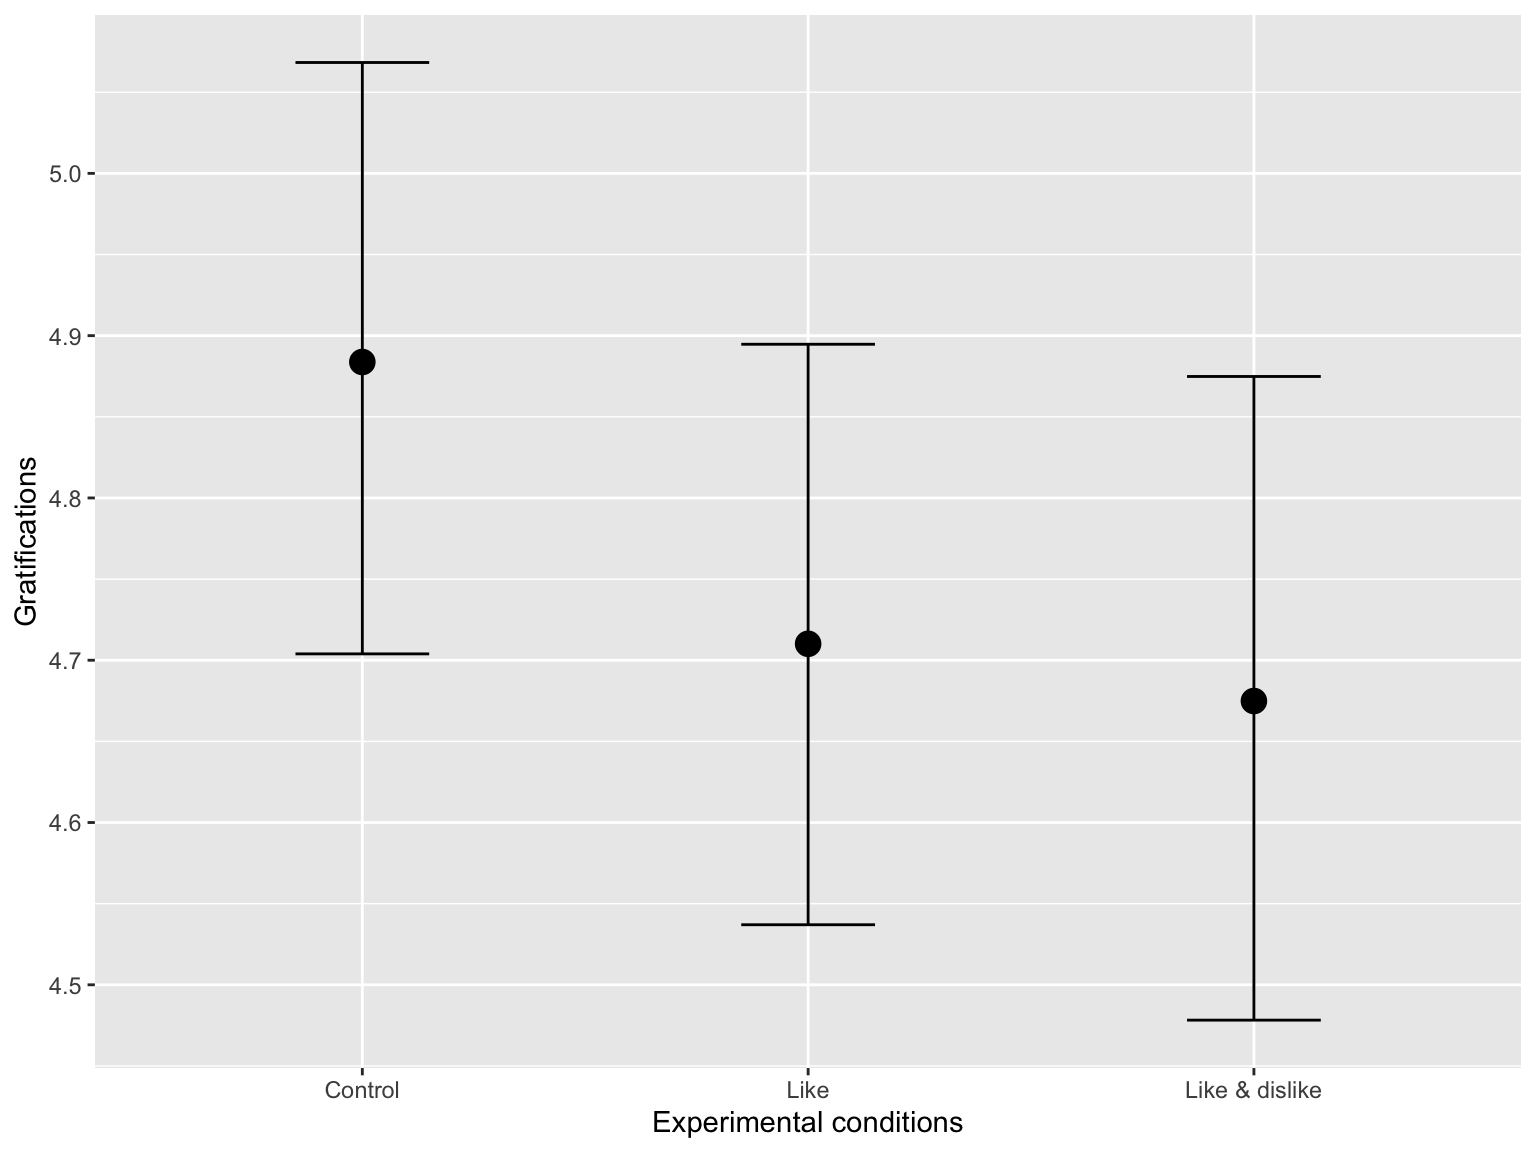 Gratifications
5.0
4.9
4.8
4.7
4.6
4.5
Control
Like
Like & dislike
Experimental conditions